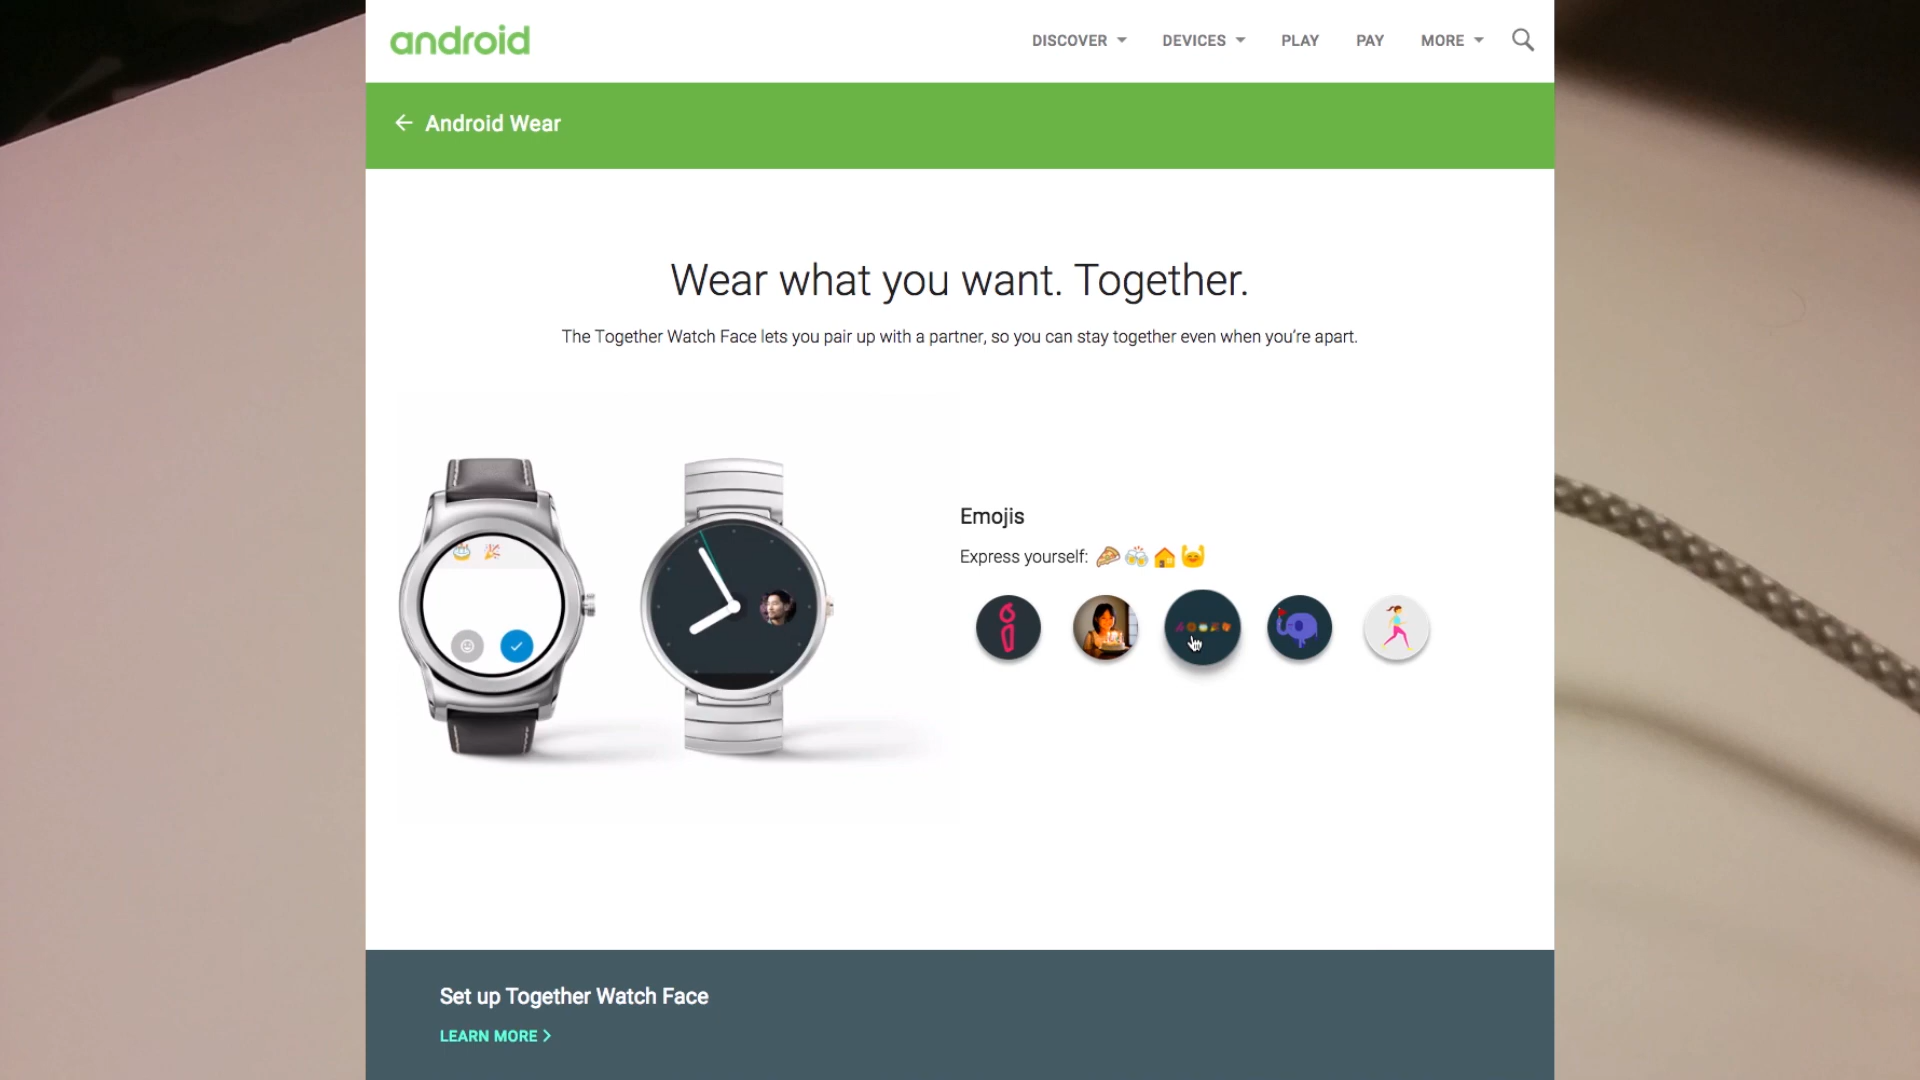 android
DISCOVER
DEVICES
PLAY
PAY
MORE
Android Wear
Wear what you want. Together.
The Together Watch Face lets you pair up with a partner, so you can stay together even when you're apart.
Emojis
Express yourself:
Set up Together Watch Face
LEARN MORE